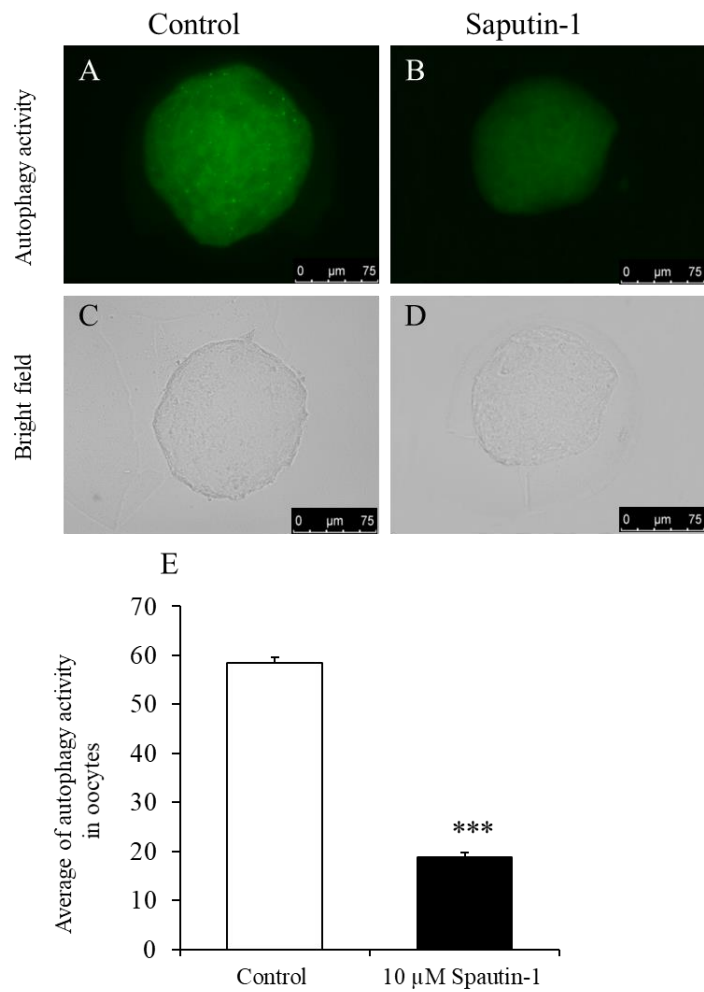 Control Saputin-1
Autophagy activity
A B
0 µm 75 0 µm 75
Bright field
C D
0 µm 75 0 µm 75
E
Average of autophagy activity
in oocytes
70
60
50
40
30
20
10
0
***
Control 10 µM Spautin-1